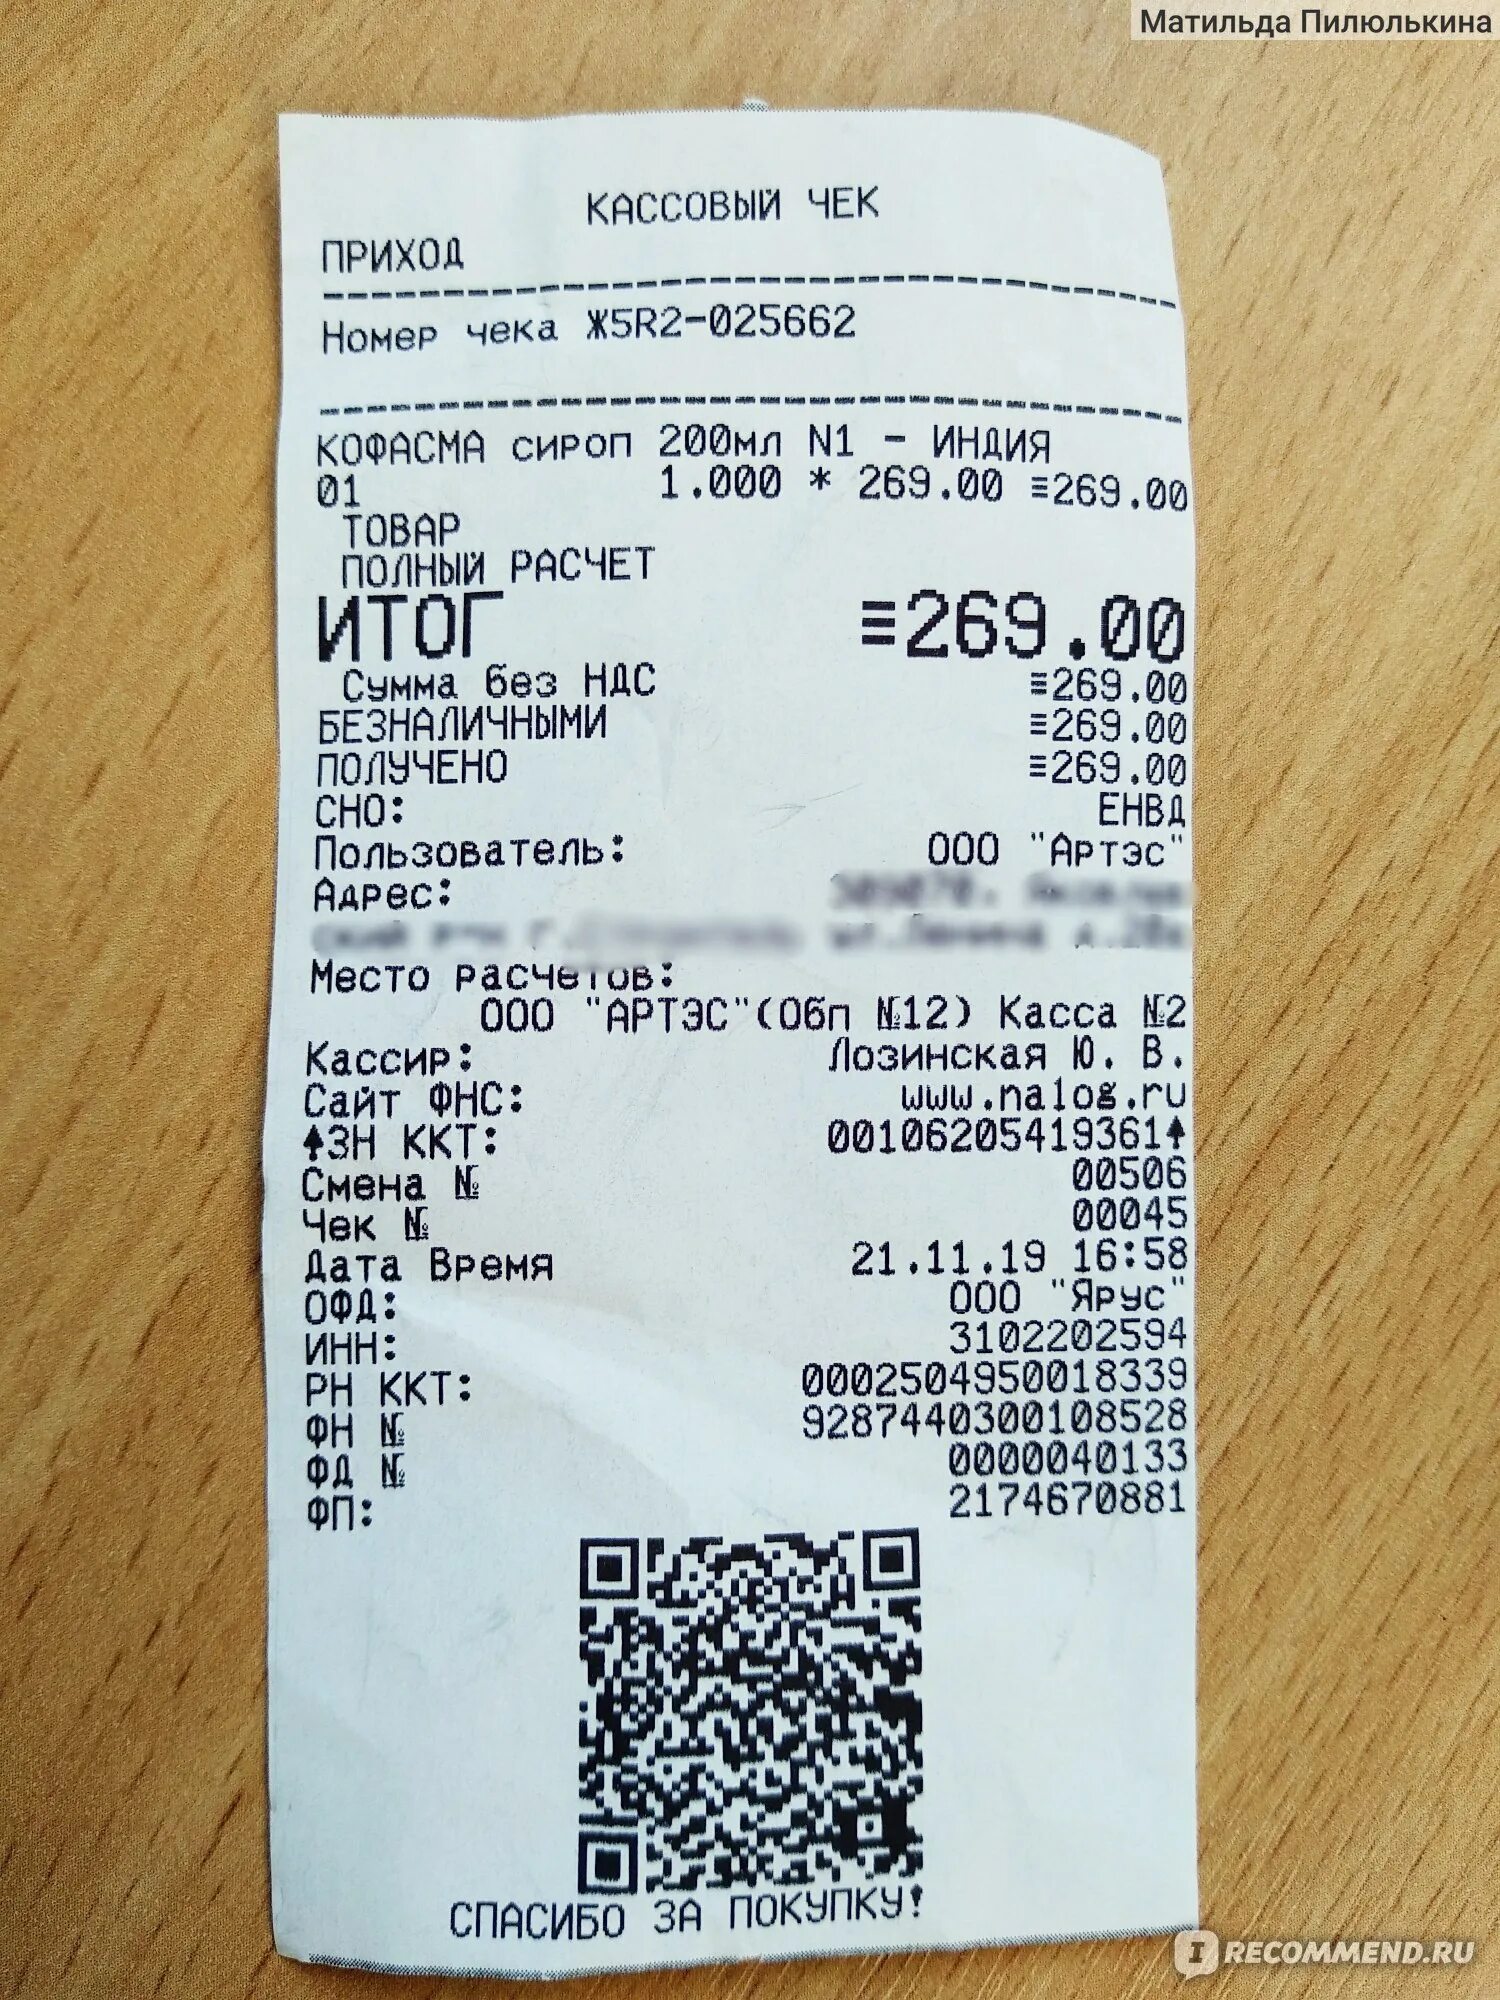 Матильда Пилюлькина
КАССОВЫЙ ЧЕК
ПРИХОД
Номер чека Ж5R2-025662
КОФАСМА сироп 200мл N1 - ИНДИЯ
01 1.000 * 269.00 ≡269.00
ТОВАР
ПОЛНЫЙ РАСЧЕТ
ИТОГ ≡269.00
Сумма без НДС ≡269.00
БЕЗНАЛИЧНЫМИ ≡269.00
ПОЛУЧЕНО ≡269.00
СНО: ЕНВД
Пользователь: ООО "Артэс"
Адрес:
Место расчетов:
ООО "АРТЭС"(Обп №12) Касса №2
Кассир: Лозинская Ю. В.
Сайт ФНС: www.nalog.ru
ЗН ККТ: 00106205419361
Смена № 00506
Чек № 00045
Дата Время 21.11.19 16:58
ОФД: ООО "Ярус"
ИНН: 3102202594
РН ККТ: 0002504950018339
ФН № 9287440300108528
ФД № 0000040133
ФП: 2174670881
СПАСИБО ЗА ПОКУПКУ!
IRECOMMEND.RU